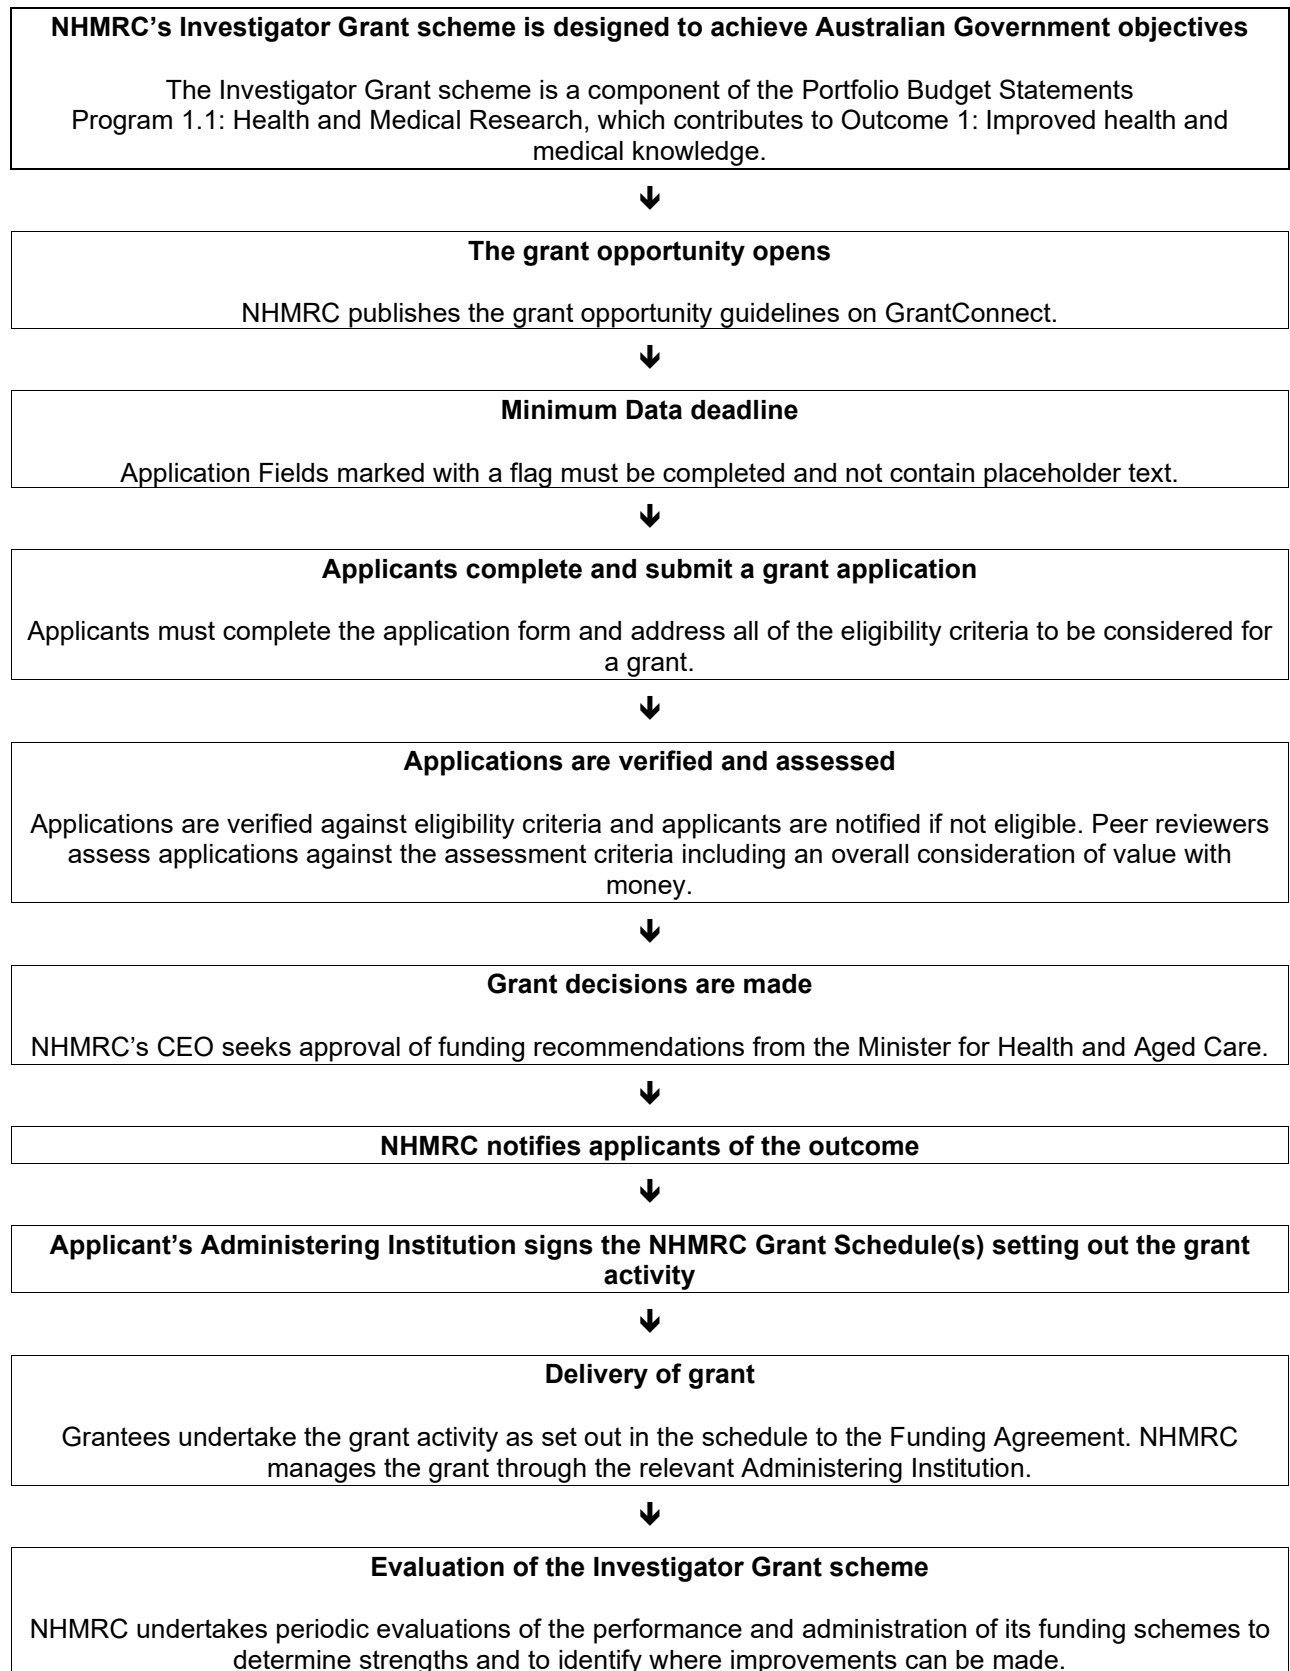 NHMRC's Investigator Grant scheme is designed to achieve Australian Government objectives
The Investigator Grant scheme is a component of the Portfolio Budget Statements
Program 1.1: Health and Medical Research, which contributes to Outcome 1: Improved health and
medical knowledge.
The grant opportunity opens
NHMRC publishes the grant opportunity guidelines on GrantConnect.
Minimum Data deadline
Application Fields marked with a flag must be completed and not contain placeholder text.
Applicants complete and submit a grant application
Applicants must complete the application form and address all of the eligibility criteria to be considered for
a grant.
Applications are verified and assessed
Applications are verified against eligibility criteria and applicants are notified if not eligible. Peer reviewers
assess applications against the assessment criteria including an overall consideration of value with
money.
Grant decisions are made
NHMRC's CEO seeks approval of funding recommendations from the Minister for Health and Aged Care.
NHMRC notifies applicants of the outcome
Applicant's Administering Institution signs the NHMRC Grant Schedule(s) setting out the grant
activity
Delivery of grant
Grantees undertake the grant activity as set out in the schedule to the Funding Agreement. NHMRC
manages the grant through the relevant Administering Institution.
Evaluation of the Investigator Grant scheme
NHMRC undertakes periodic evaluations of the performance and administration of its funding schemes to
determine strengths and to identify where improvements can be made.